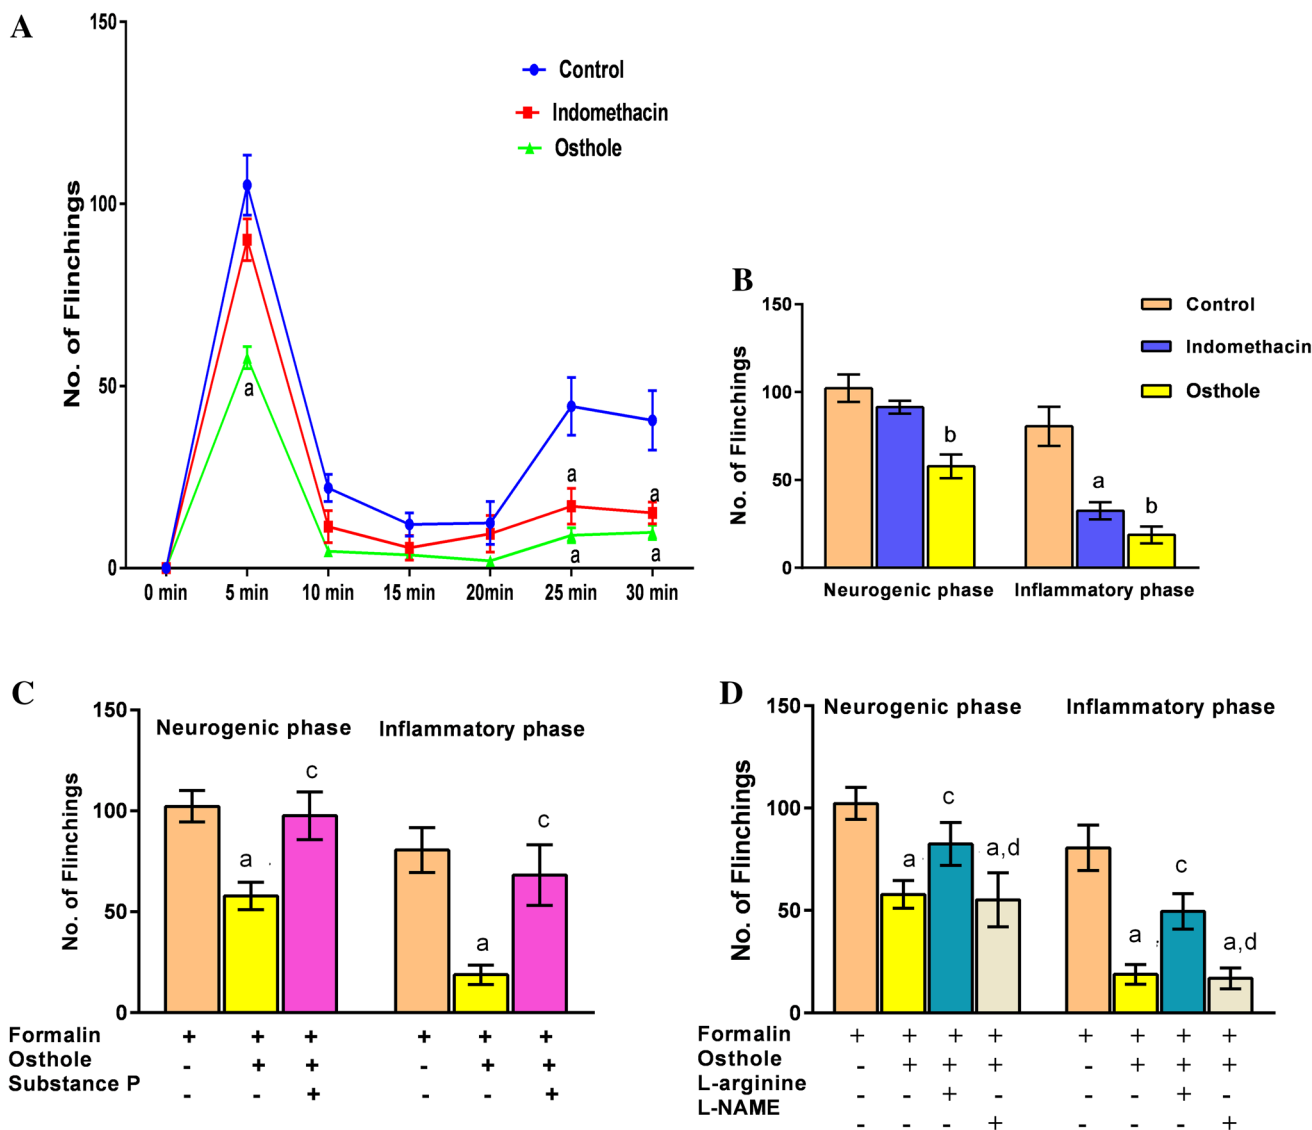 A
150
100
50
0
No. of Flinchings
Control
Indomethacin
Osthole
a
a
a
a
a
0 min
5 min
10 min
15 min
20min
25 min
30 min
B
150
100
50
0
No. of Flinchings
Control
Indomethacin
Osthole
b
a
b
Neurogenic phase
Inflammatory phase
C
150
100
50
0
No. of Flinchings
Neurogenic phase
Inflammatory phase
a
c
a
c
Formalin + + + + + +
Osthole - + + - + +
Substance P - - + - - +
D
150
100
50
0
No. of Flinchings
Neurogenic phase
Inflammatory phase
a
c
a,d
a
c
a,d
Formalin + + + + + + + +
Osthole - + + + - + + +
L-arginine - - + - - - + -
L-NAME - - - + - - - +